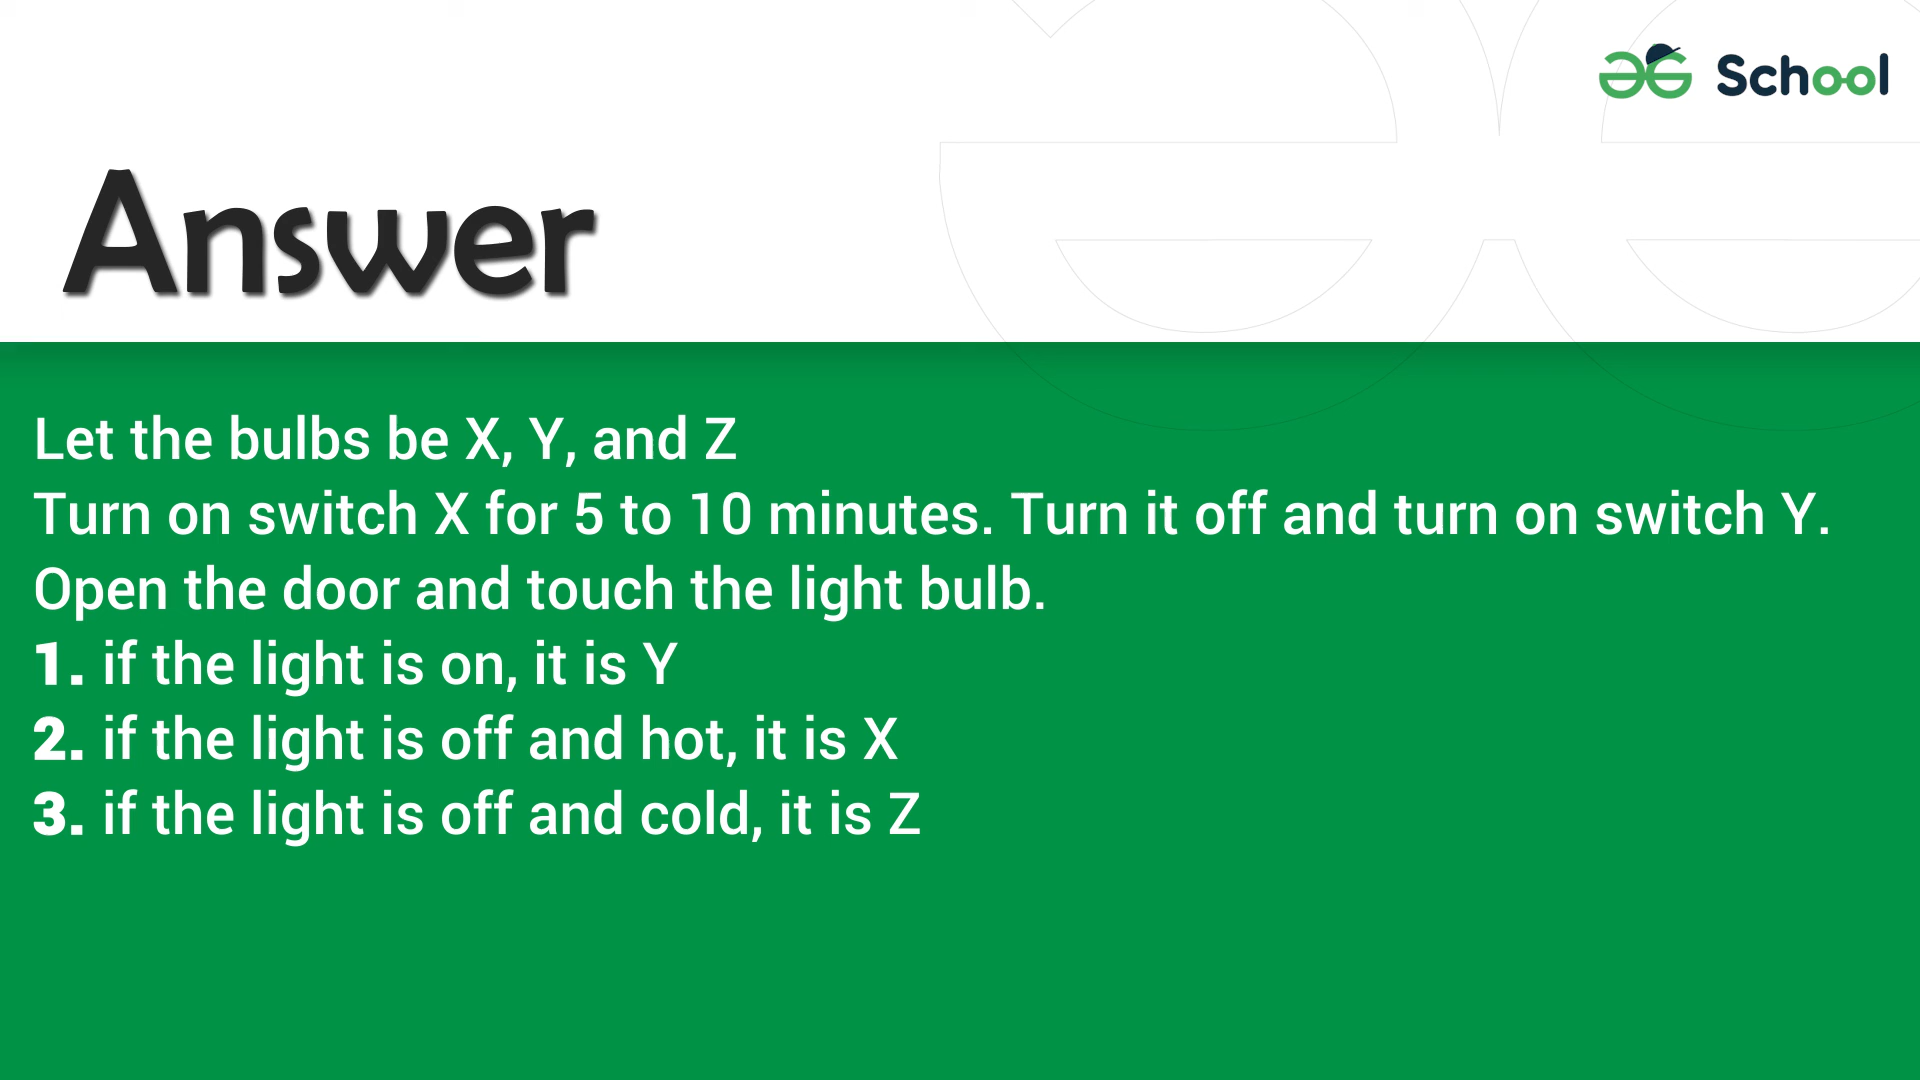 School
Answer
Let the bulbs be X, Y, and Z
Turn on switch X for 5 to 10 minutes. Turn it off and turn on switch Y.
Open the door and touch the light bulb.
1. if the light is on, it is Y
2. if the light is off and hot, it is X
3. if the light is off and cold, it is Z